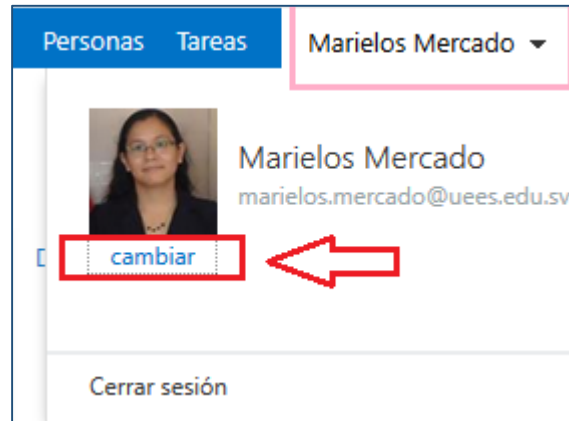 Personas Tareas Marielos Mercado
Marielos Mercado
marielos.mercado@uees.edu.sv
cambiar
Cerrar sesión